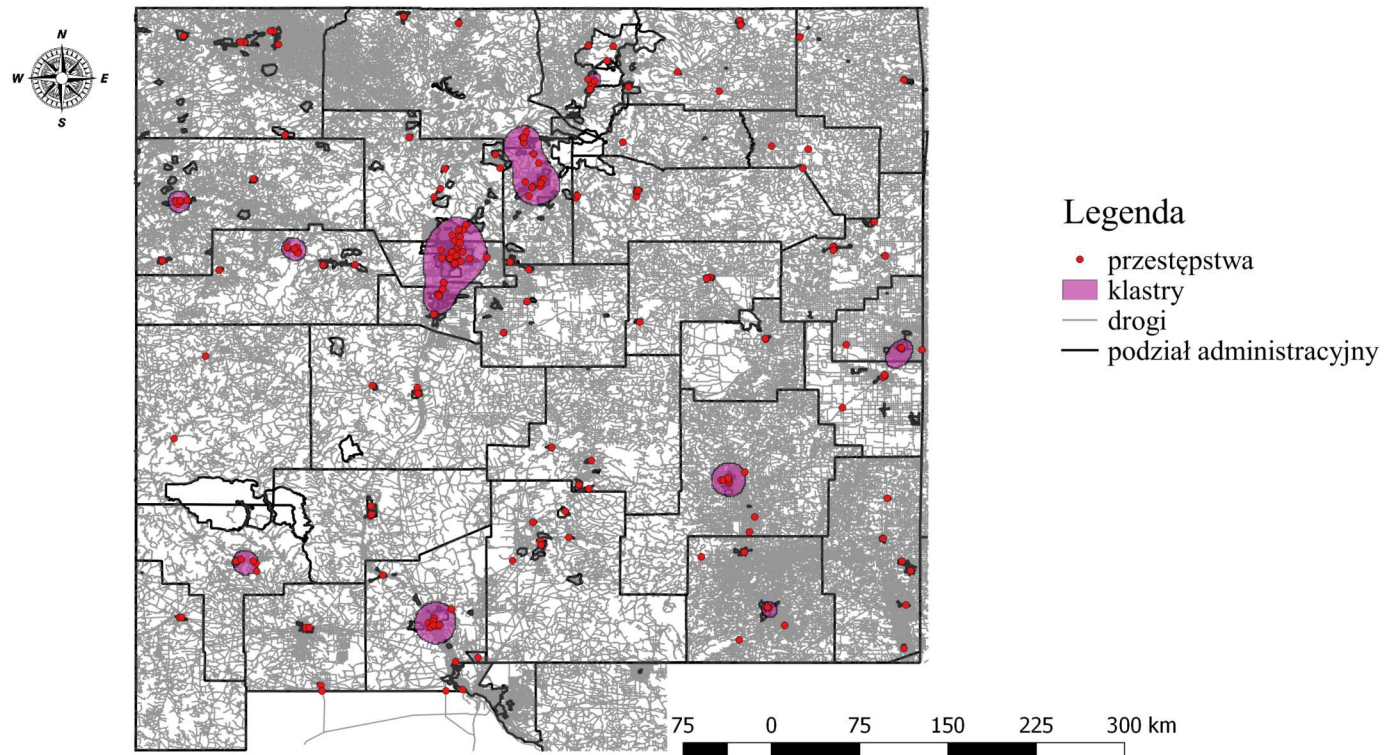 N
W E
S
Legenda
przestępstwa
klastry
drogi
podział administracyjny
75 0 75 150 225 300 km